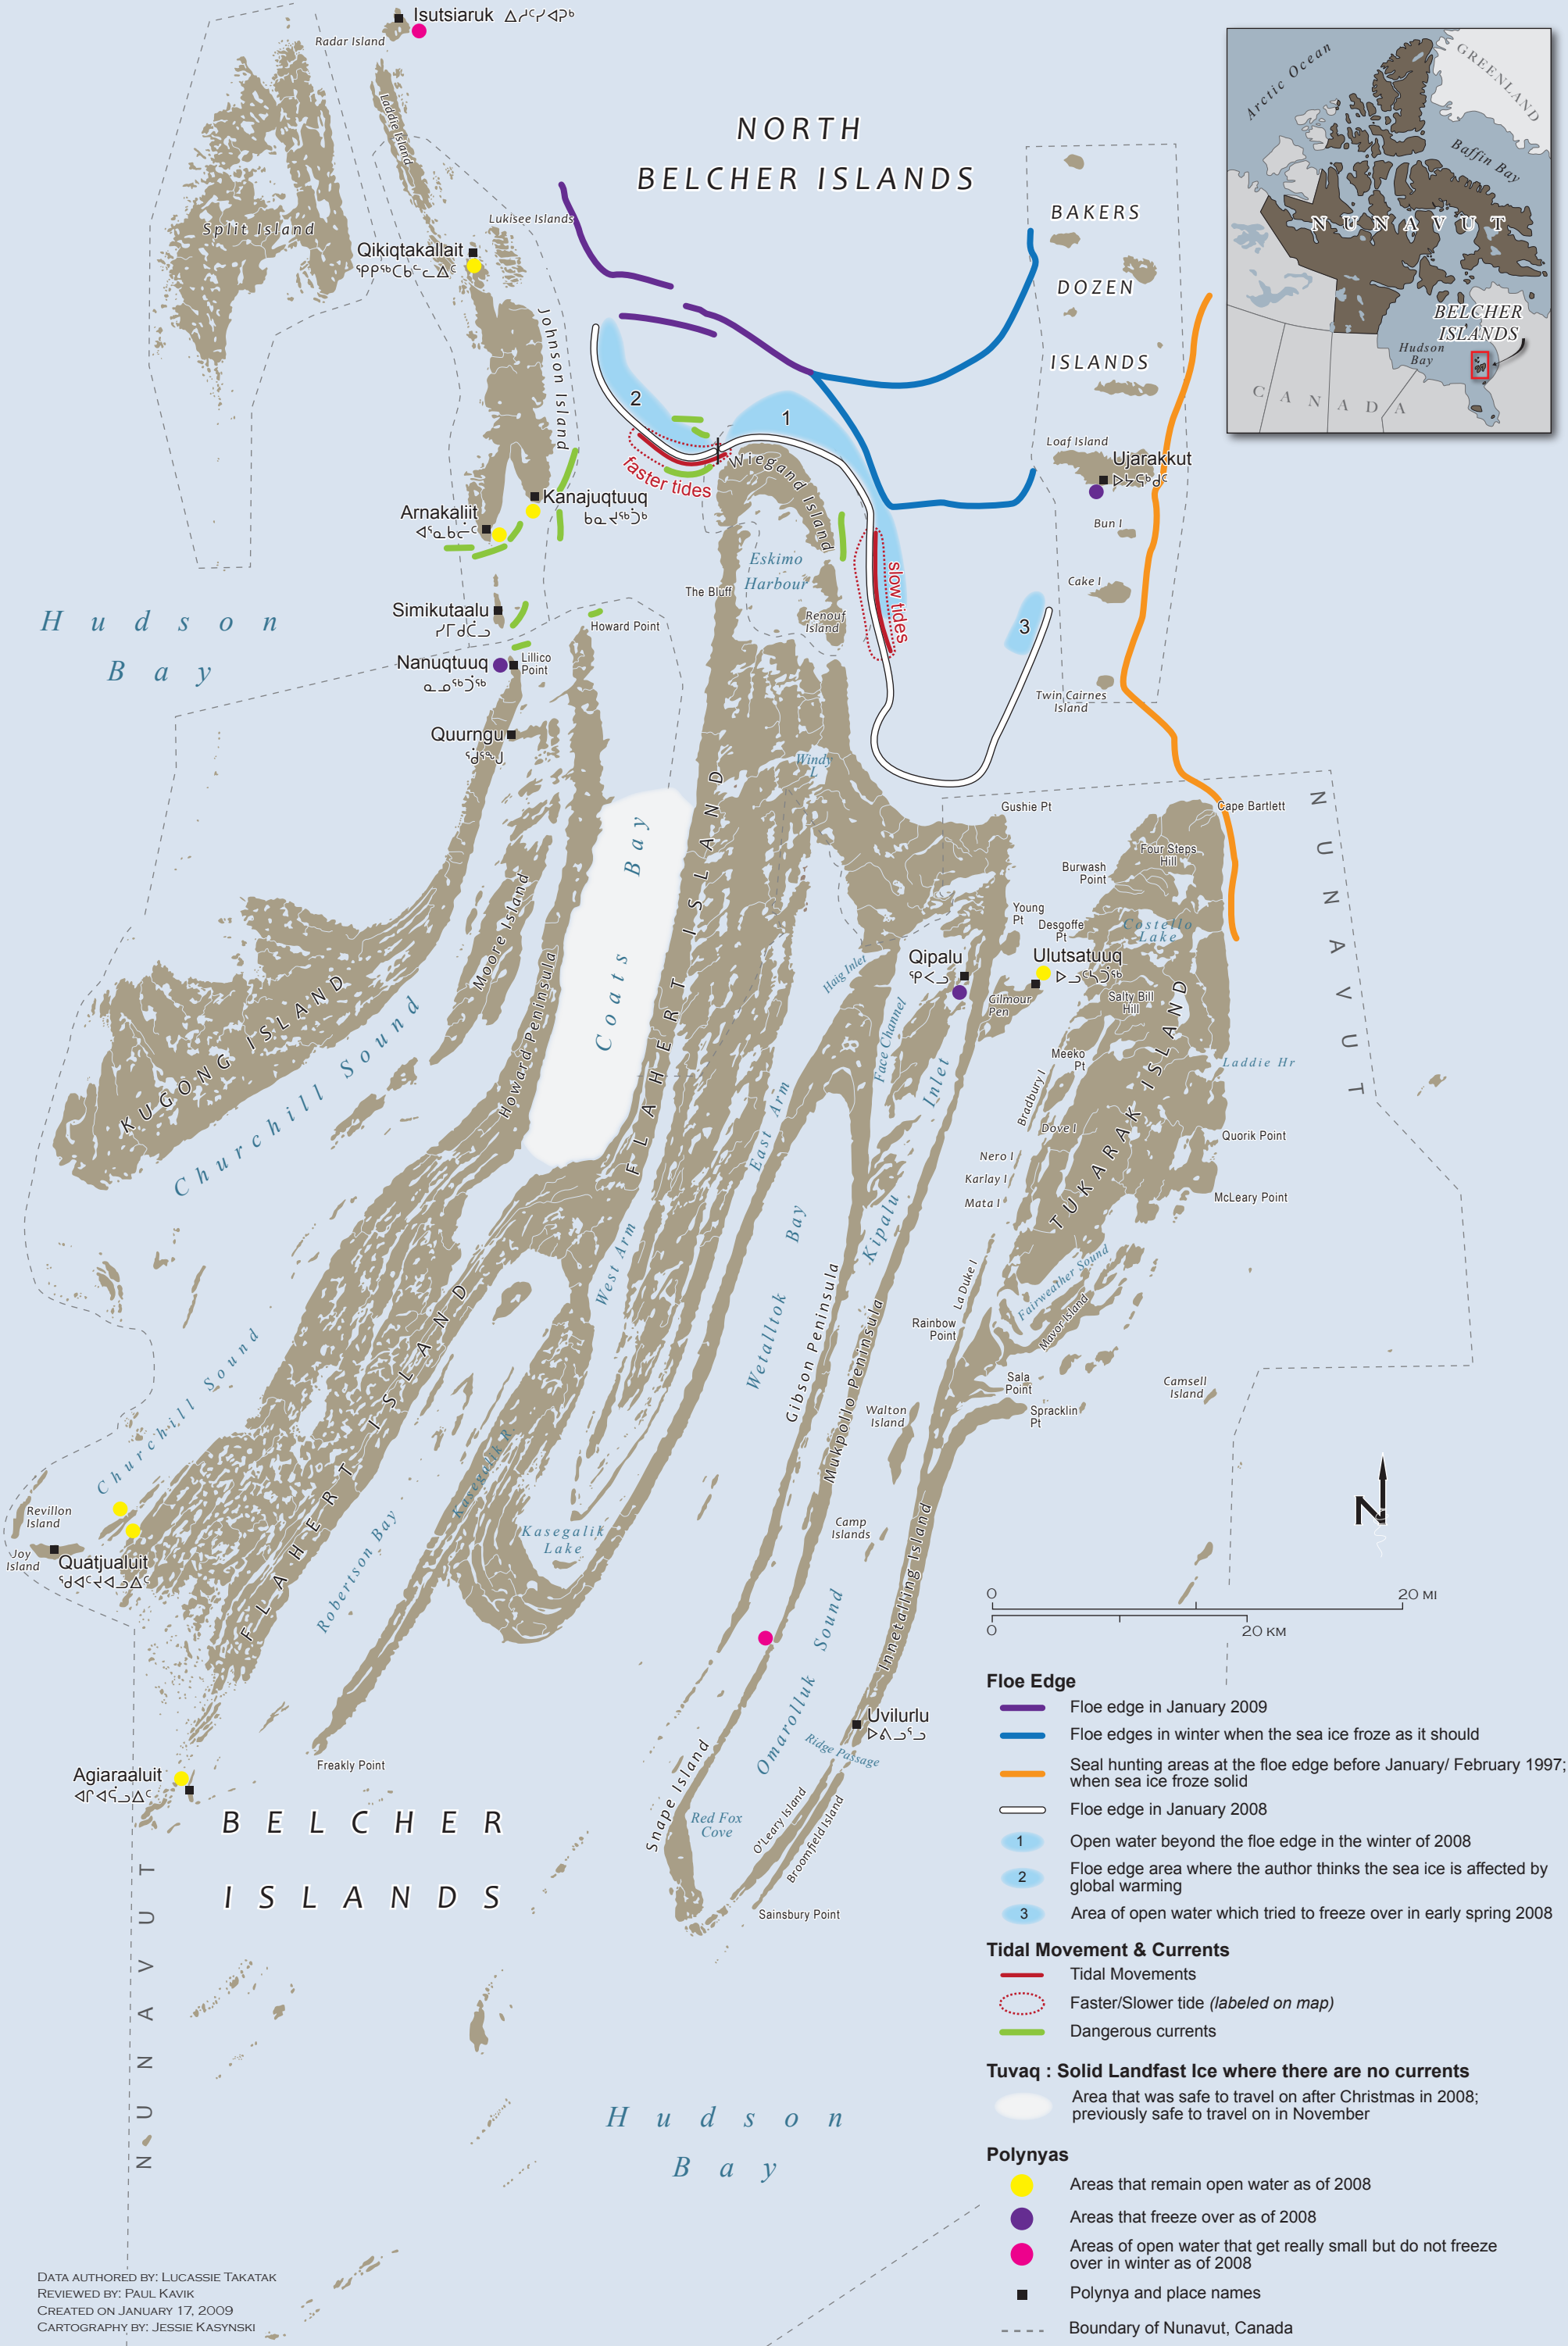 Isutsiaruk ᐃᓱᑦᓯᐊᕈᒃ
Radar Island
Laddie Island
NORTH
BELCHER ISLANDS
Split Island
Lukisee Islands
Qikiqtakallait
ᕿᑭᖅᑕᑲᓪᓚᐃᑦ
Johnson Island
BAKERS
DOZEN
ISLANDS
Arctic Ocean
GREENLAND
Baffin Bay
NUNAVUT
BELCHER
ISLANDS
Hudson
Bay
CANADA
2
1
faster tides
Wiegand Island
Loaf Island
Ujarakkut
ᐅᔭᕋᒃᑯᑦ
Kanajuqtuuq
Arnakaliit
Bun I
Eskimo
Harbour
The Bluff
Renouf
Island
slow tides
Cake I
3
Hudson
Bay
Simikutaalu
ᓯᒥᑯᑖᓗ
Howard Point
Nanuqtuuq
ᓇᓄᖅᑑᖅ
Lillico
Point
Twin Cairnes
Island
Quurngu
Windy
L
Gushie Pt
Cape Bartlett
NUNAVUT
Four Steps
Hill
Burwash
Point
Coats Bay
FLAHERTY ISLAND
Moore Island
Howard Peninsula
Young
Pt
Desgoffe
Pt
Costello
Lake
Haig Inlet
Qipalu
ᕿᐸᓗ
Ulutsatuuq
Gilmour
Pen
Salty Bill
Hill
KUGONG ISLAND
Churchill Sound
Face Channel
Kipalu Inlet
Meeko
Pt
Laddie Hr
Bradbury I
Dove I
TUKARAK ISLAND
Quorik Point
Nero I
Karlay I
Mata I
McLeary Point
East Arm
West Arm
Wetalltok Bay
Fairweather Sound
La Duke I
Rainbow
Point
Mavor Island
Gibson Peninsula
Mukpollo Peninsula
Sala
Point
Camsell
Island
Spracklin
Pt
Walton
Island
Churchill Sound
FLAHERTY ISLAND
Kasegalik R
Kasegalik
Lake
Camp
Islands
Revillon
Island
Joy
Island
Quatjualuit
Robertson Bay
Innetalling Island
Omarolluk Sound
N
0 20 MI
0 20 KM
Uvilurlu
Ridge Passage
Freakly Point
Agiaraaluit
Snape Island
Red Fox
Cove
O'Leary Island
Broomfield Island
Sainsbury Point
BELCHER
ISLANDS
NUNAVUT
Hudson
Bay
Floe Edge
Floe edge in January 2009
Floe edges in winter when the sea ice froze as it should
Seal hunting areas at the floe edge before January/ February 1997;
when sea ice froze solid
Floe edge in January 2008
1 Open water beyond the floe edge in the winter of 2008
2 Floe edge area where the author thinks the sea ice is affected by
global warming
3 Area of open water which tried to freeze over in early spring 2008
Tidal Movement & Currents
Tidal Movements
Faster/Slower tide (labeled on map)
Dangerous currents
Tuvaq : Solid Landfast Ice where there are no currents
Area that was safe to travel on after Christmas in 2008;
previously safe to travel on in November
Polynyas
Areas that remain open water as of 2008
Areas that freeze over as of 2008
Areas of open water that get really small but do not freeze
over in winter as of 2008
Polynya and place names
Boundary of Nunavut, Canada
DATA AUTHORED BY: LUCASSIE TAKATAK
REVIEWED BY: PAUL KAVIK
CREATED ON JANUARY 17, 2009
CARTOGRAPHY BY: JESSIE KASYNSKI